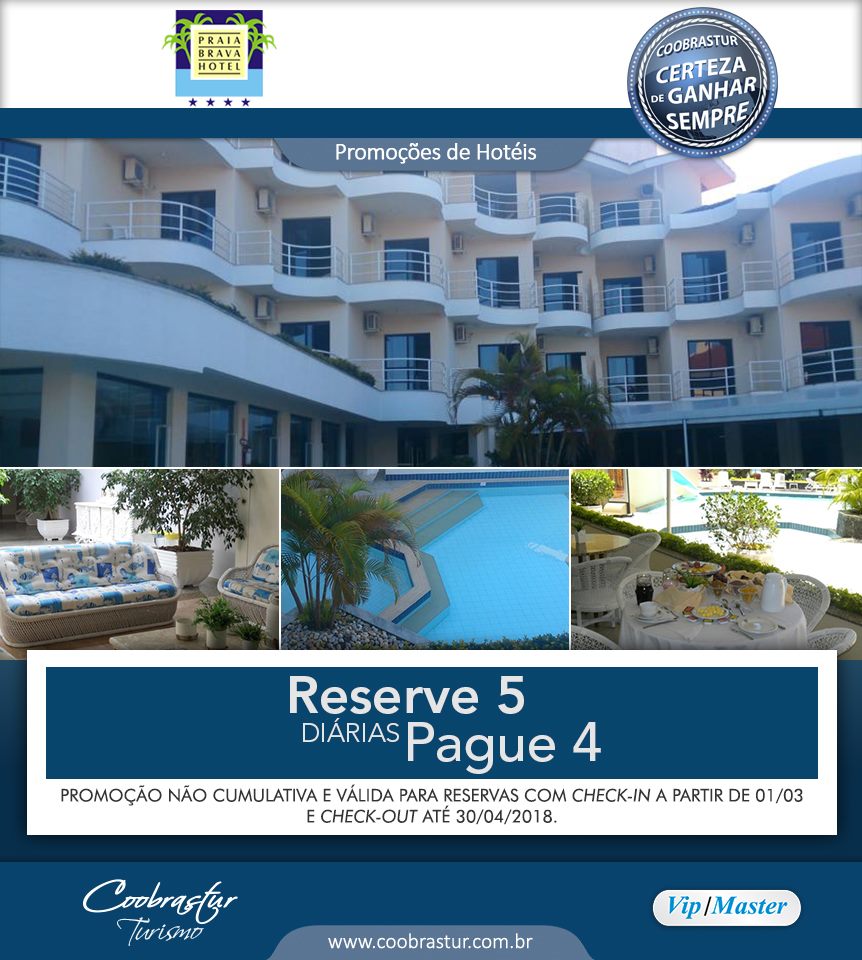 PRAIA
BRAVA
HOTEL
COOBRASTUR
CERTEZA
DE GANHAR
SEMPRE
Promoções de Hotéis
Reserve 5
DIÁRIAS Pague 4
PROMOÇÃO NÃO CUMULATIVA E VÁLIDA PARA RESERVAS COM CHECK-IN A PARTIR DE 01/03
E CHECK-OUT ATÉ 30/04/2018.
Coobrastur
Turismo
Vip/Master
www.coobrastur.com.br